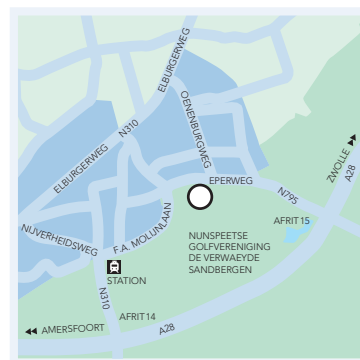 ELBURGERWEG
N310
OENENBURGWEG
ELBURGERWEG
ZWOLLE
A28
EPERWEG
N795
AFRIT 15
NIJVERHEIDSWEG
F.A. MOLIJNLAAN
NUNSPEETSE
GOLFVERENIGING
DE VERWAEYDE
SANDBERGEN
STATION
N310
AFRIT 14
AMERSFOORT
A28